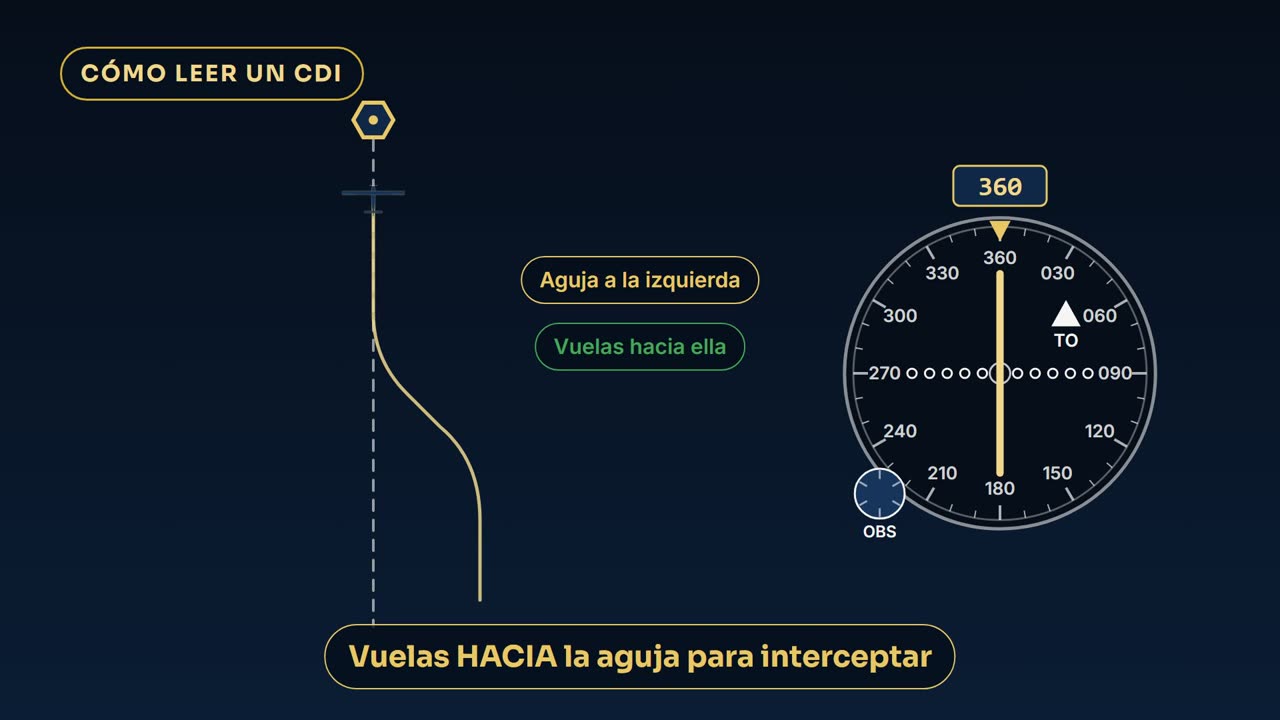 CÓMO LEER UN CDI
Aguja a la izquierda
Vuelas hacia ella
360
360
330
030
300
060
TO
270
090
240
120
210
150
180
OBS
Vuelas HACIA la aguja para interceptar